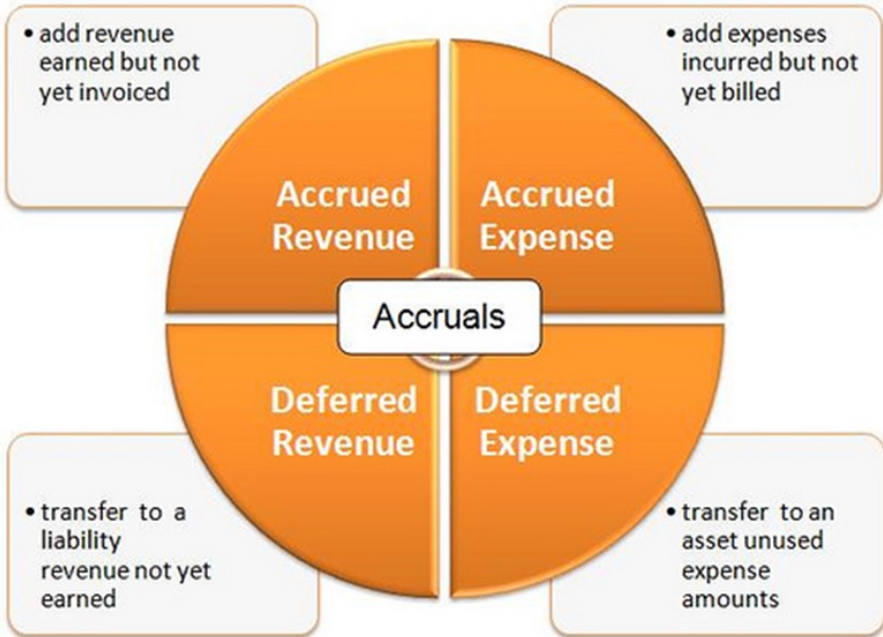 • add revenue
earned but not
yet invoiced
• add expenses
incurred but not
yet billed
Accrued
Revenue
Accrued
Expense
Accruals
Deferred
Revenue
Deferred
Expense
• transfer to a
liability
revenue not yet
earned
• transfer to an
asset unused
expense
amounts